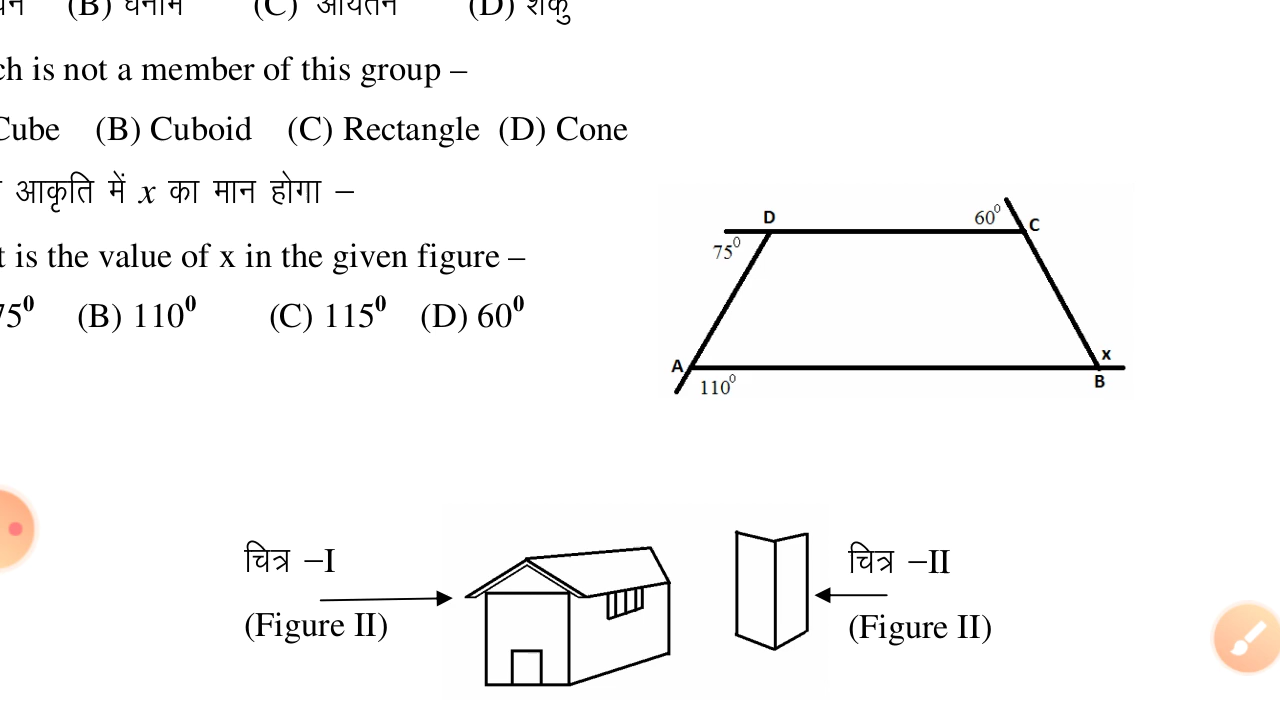 (B) घनाभ (C) आयतन (D) शंकु
ch is not a member of this group –
Cube (B) Cuboid (C) Rectangle (D) Cone
आकृति में x का मान होगा –
t is the value of x in the given figure –
75⁰ (B) 110⁰ (C) 115⁰ (D) 60⁰
D
60⁰
C
75⁰
A
110⁰
x
B
चित्र –I
(Figure II)
चित्र –II
(Figure II)